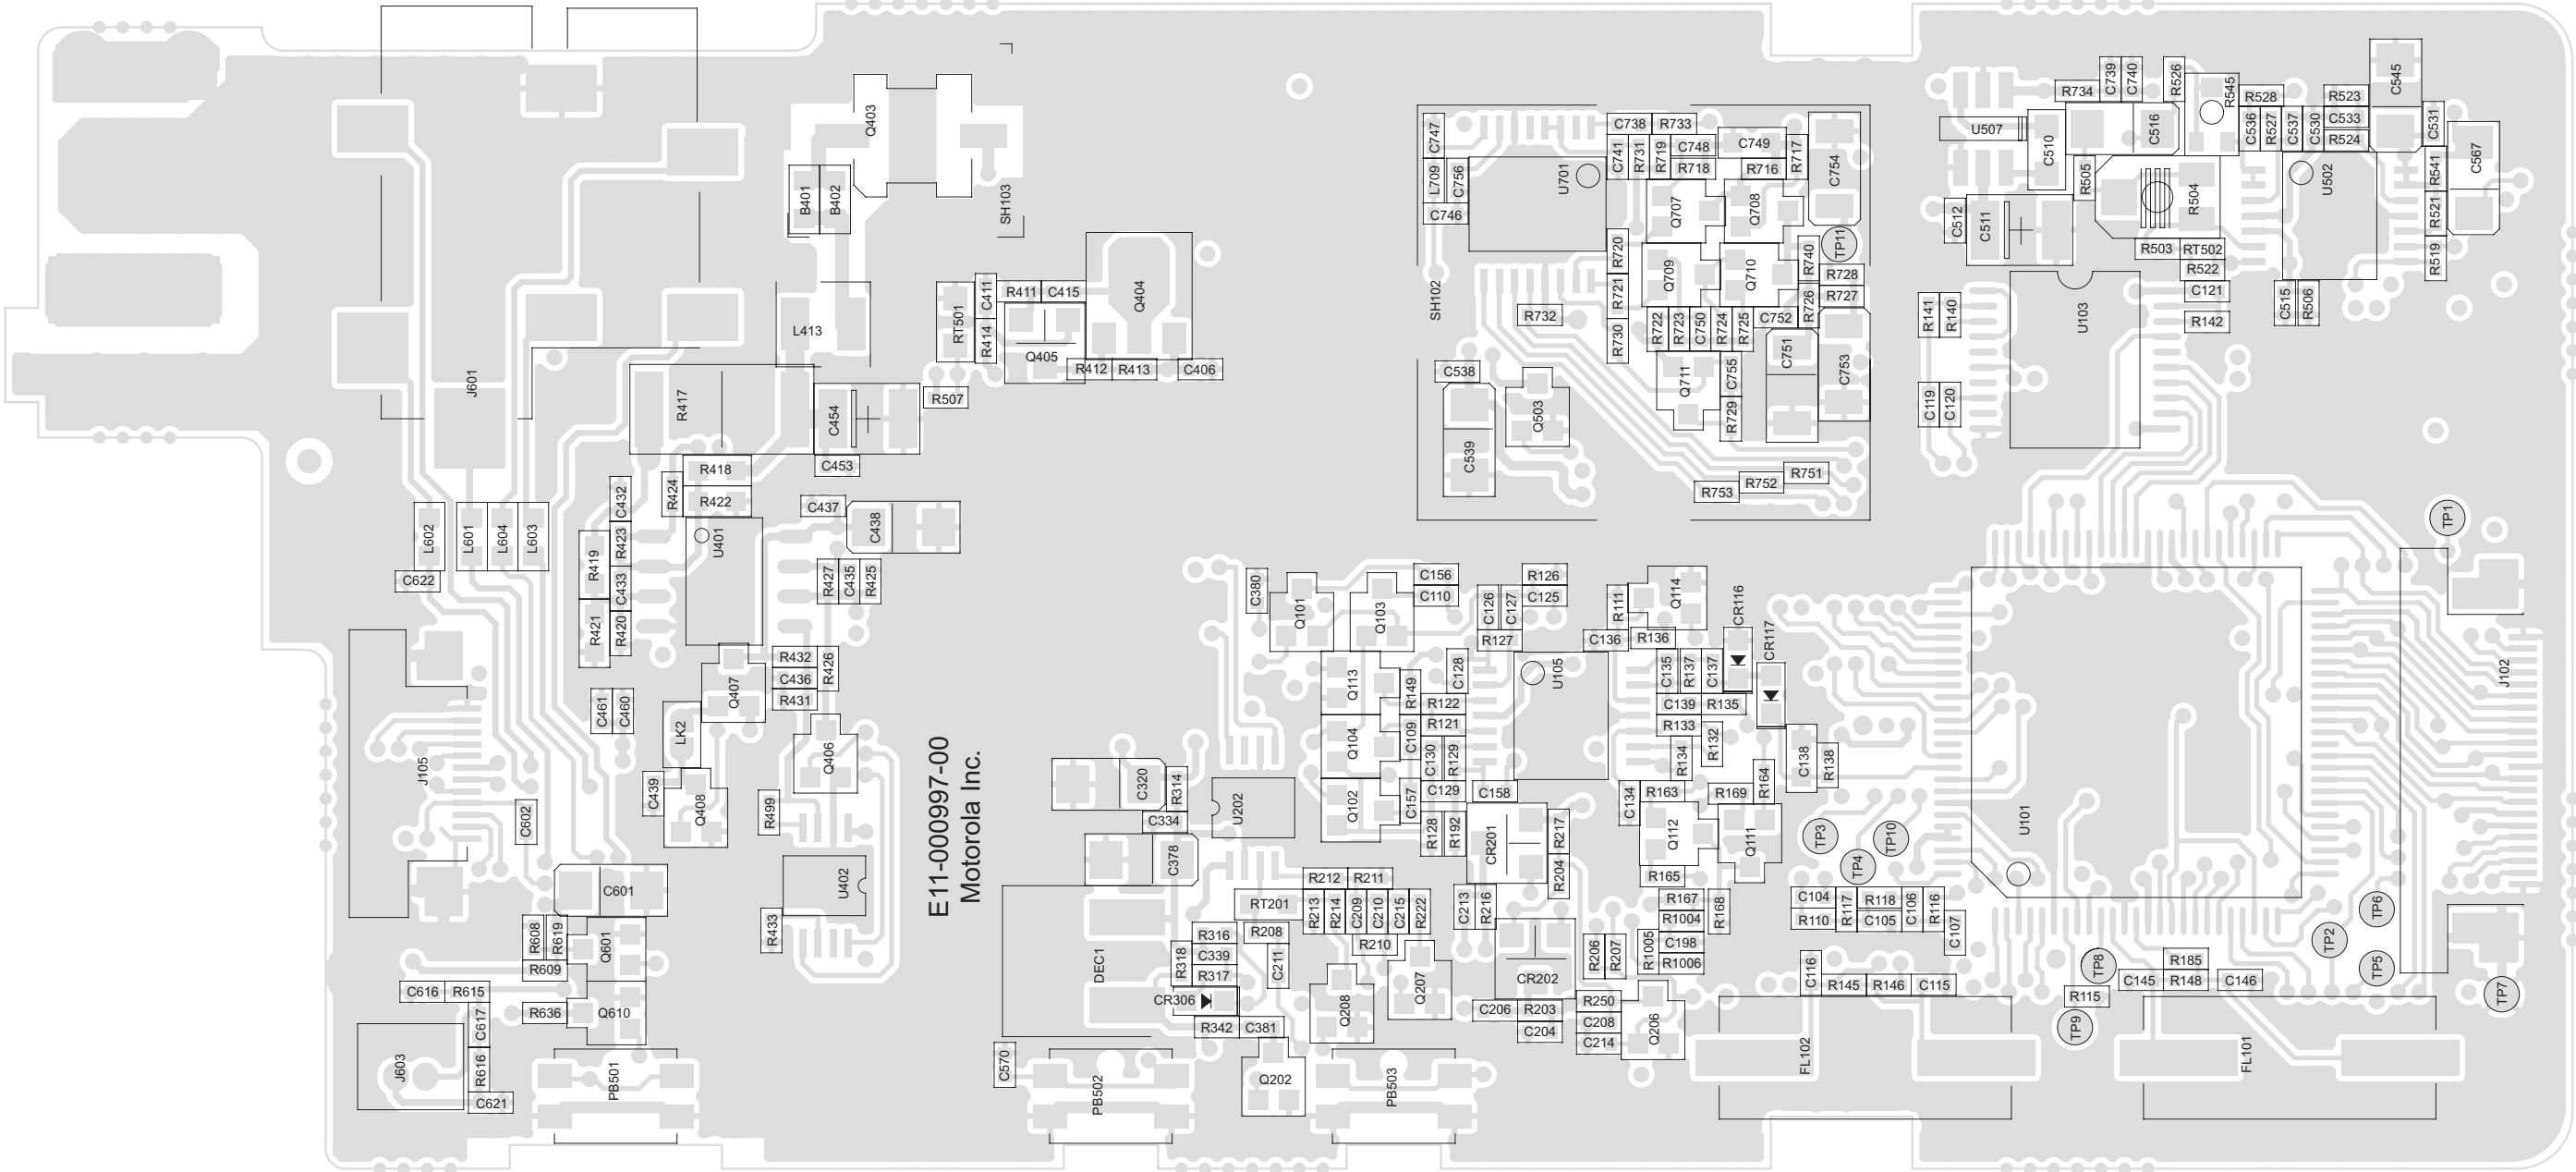 Q403
B401
B402
SH103
L413
RT501
C411
R414
R411
C415
Q405
Q404
R412
R413
C406
J601
R417
C454
R507
C453
R418
R422
R424
C432
R423
C433
R420
R419
R421
U401
C437
C438
R427
C435
R425
L602
L601
L604
L603
C622
R432
C436
R431
R426
Q407
LK2
C461
C460
Q406
C439
Q408
R499
U402
R433
J105
C602
C601
R608
R619
Q601
R609
C616
R615
R636
Q610
C617
R616
J603
C621
PB501
E11-000997-00
Motorola Inc.
C747
L709
C756
C746
U701
C738
R733
C741
R731
R719
C748
R718
C749
R716
R717
C754
Q707
Q708
TP11
R720
R721
R730
Q709
Q710
R740
R728
R726
R727
SH102
R732
R722
R723
C750
R724
R725
C752
C751
C753
Q711
C755
R729
C538
C539
Q503
R751
R752
R753
U507
R734
C739
C740
R526
R545
C510
C516
R528
C536
R527
C537
C530
R523
C533
R524
C545
C531
C567
R505
R504
U502
R541
R521
R519
C512
C511
R503
RT502
R522
C121
R142
C515
R506
R141
R140
U103
C119
C120
TP1
C380
Q101
Q103
C156
C110
C126
C127
R126
C125
R127
R111
Q114
C136
R136
CR116
CR117
Q113
R149
C128
R122
R121
U105
C135
R137
C137
C139
R135
R133
R132
R134
Q104
C109
C130
R129
C129
C158
C138
R138
R164
Q102
C157
R128
R192
C134
R163
R169
Q112
Q111
CR201
R217
R204
R165
C320
R314
C334
U202
C378
TP3
TP10
TP4
U101
J102
R212
R211
RT201
R213
R214
C209
C210
C215
R222
C213
R216
R167
R1004
R168
C104
R110
R117
R118
C105
C106
R116
C107
TP6
TP2
TP5
TP7
DEC1
R316
R208
C339
R318
R317
C211
R210
CR306
R342
C381
Q208
Q207
CR202
R206
R207
R1005
C198
R1006
C206
R203
C204
R250
C208
C214
Q206
C116
R145
R146
C115
TP8
R185
C145
R148
C146
R115
TP9
C570
PB502
Q202
PB503
FL102
FL101